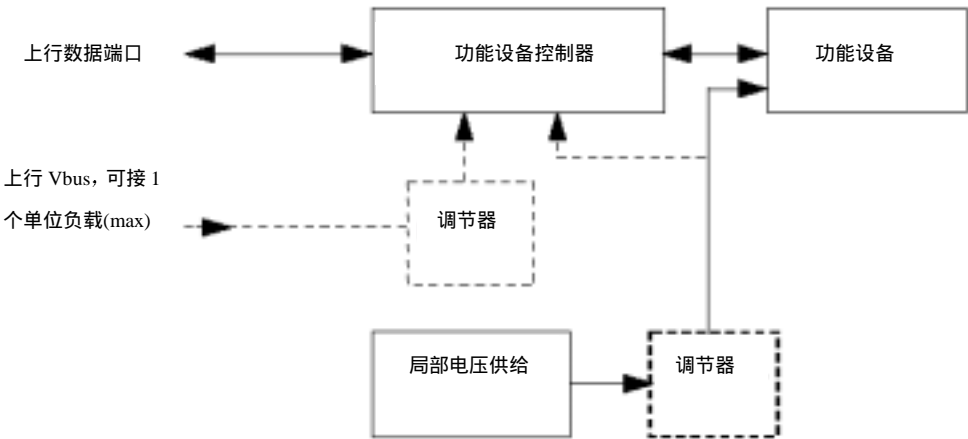 上行数据端口
功能设备控制器
功能设备
上行 Vbus，可接 1
个单位负载(max)
调节器
局部电压供给
调节器